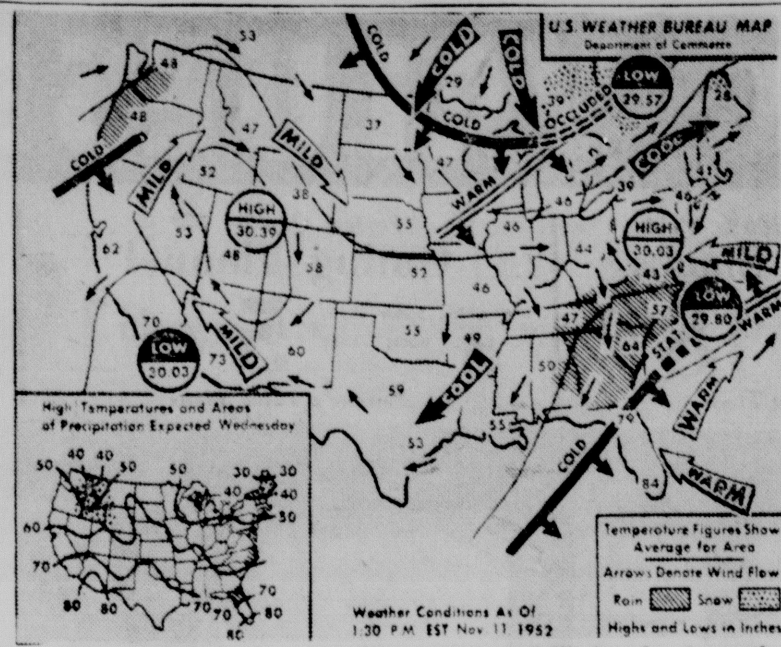 U.S. WEATHER BUREAU MAP
Department of Commerce
53
COLD
COLD
COLD
48
29
39
LOW
29.57
28
48
COLD
OCCLUDED
47
MILD
37
COOL
COLD
MILD
52
38
47
WARM
39
41
46
40
HIGH
30.39
HIGH
30.03
62
53
48
55
46
44
MILD
58
52
43
LOW
29.80
46
47
57
WARM
70
MILD
55
49
64
STAT.
LOW
30.03
73
60
COOL
50
59
WARM
53
55
79
COLD
84
WARM
High Temperatures and Areas
of Precipitation Expected Wednesday
40 40
50 50 50 30 30
40 40
50
60
70
70
80 80 70 70 80
80
Weather Conditions As Of
1:30 P.M. EST Nov. 11, 1952
Temperature Figures Show
Average for Area
Arrows Denote Wind Flow
Rain Snow
Highs and Lows in Inches